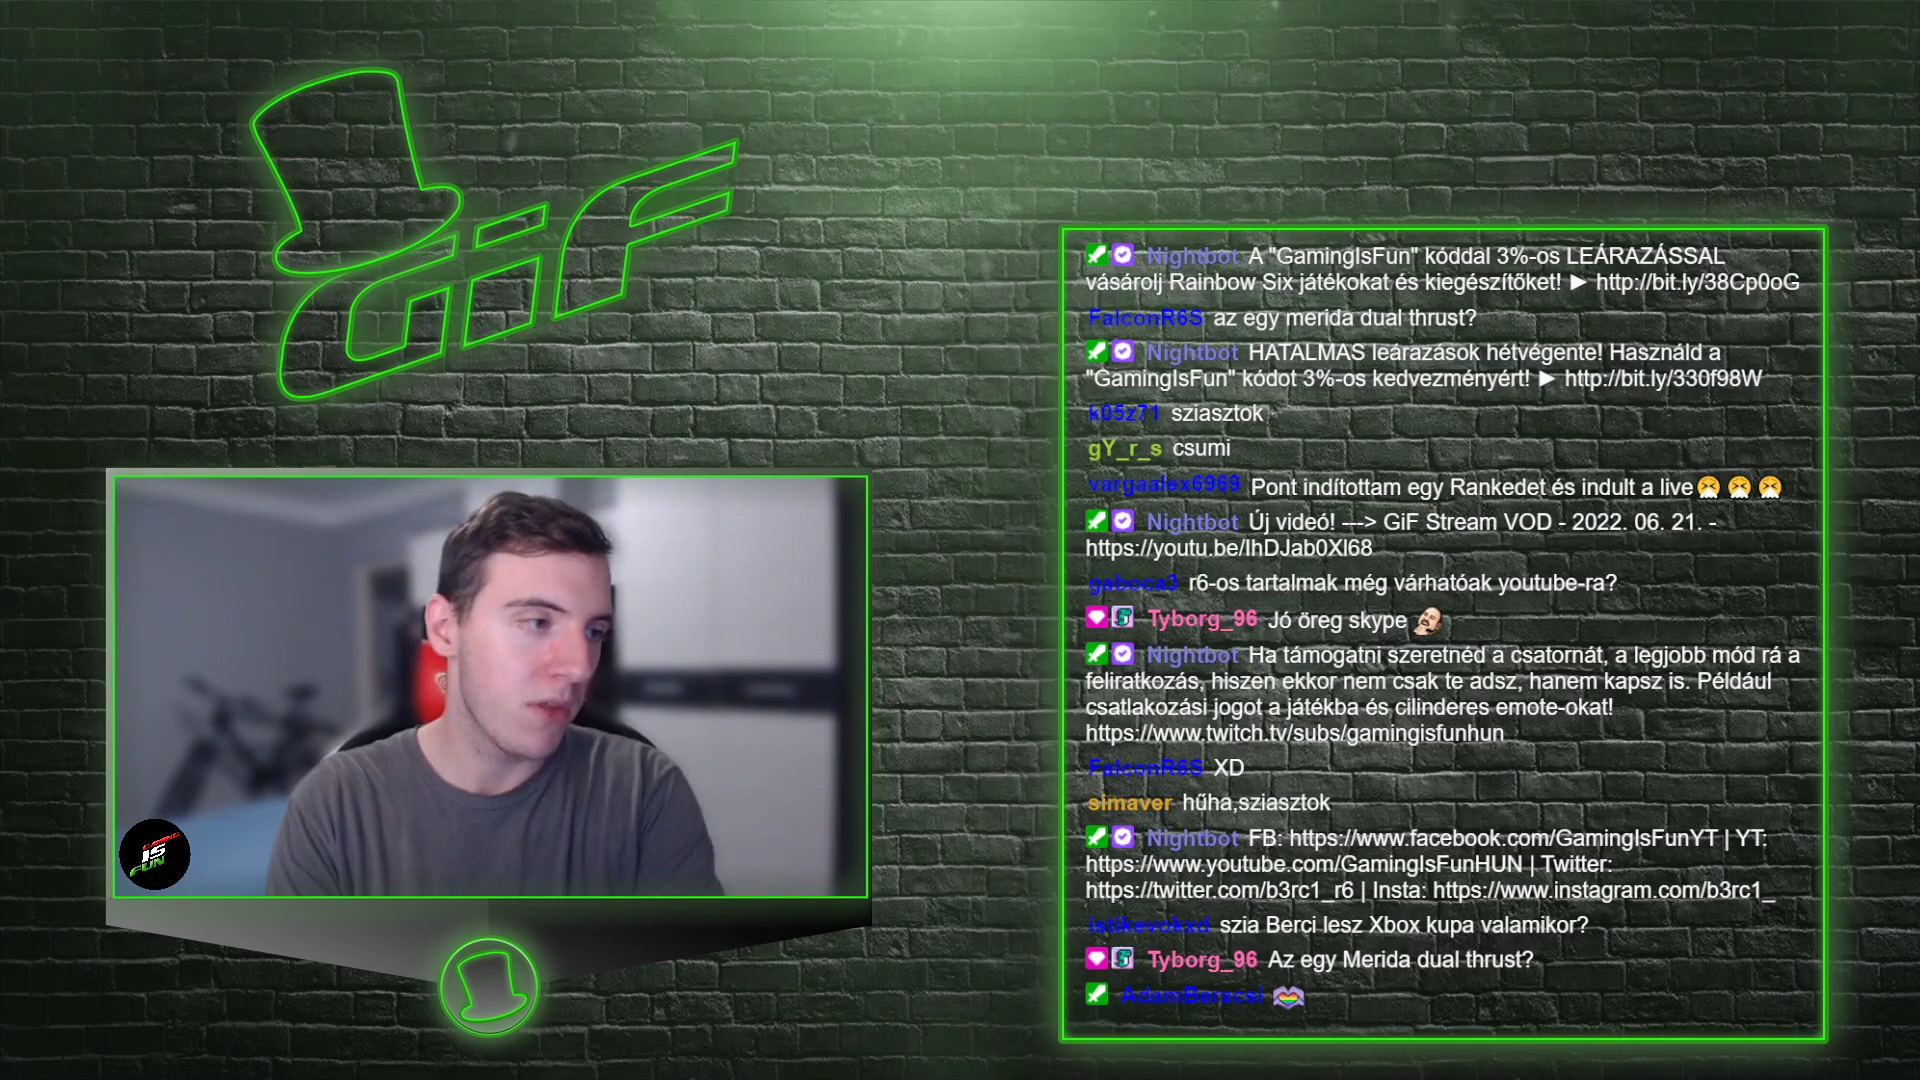 GiF
GAMING
IS
FUN
Nightbot A "GamingIsFun" kóddal 3%-os LEÁRAZÁSSAL
vásárolj Rainbow Six játékokat és kiegészítőket! ► http://bit.ly/38Cp0oG
FalconR6S az egy merida dual thrust?
Nightbot HATALMAS leárazások hétvégente! Használd a
"GamingIsFun" kódot 3%-os kedvezményért! ► http://bit.ly/330f98W
k05z71 sziasztok
gY_r_s csumi
vargaalex6969 Pont indítottam egy Rankedet és indult a live
Nightbot Új videó! ---> GiF Stream VOD - 2022. 06. 21. -
https://youtu.be/IhDJab0Xl68
gaboca3 r6-os tartalmak még várhatóak youtube-ra?
Tyborg_96 Jó öreg skype
Nightbot Ha támogatni szeretnéd a csatornát, a legjobb mód rá a
feliratkozás, hiszen ekkor nem csak te adsz, hanem kapsz is. Például
csatlakozási jogot a játékba és cilinderes emote-okat!
https://www.twitch.tv/subs/gamingisfunhun
FalconR6S XD
simaver hűha,sziasztok
Nightbot FB: https://www.facebook.com/GamingIsFunYT | YT:
https://www.youtube.com/GamingIsFunHUN | Twitter:
https://twitter.com/b3rc1_r6 | Insta: https://www.instagram.com/b3rc1_
istikevokxd szia Berci lesz Xbox kupa valamikor?
Tyborg_96 Az egy Merida dual thrust?
AdamBaracsi